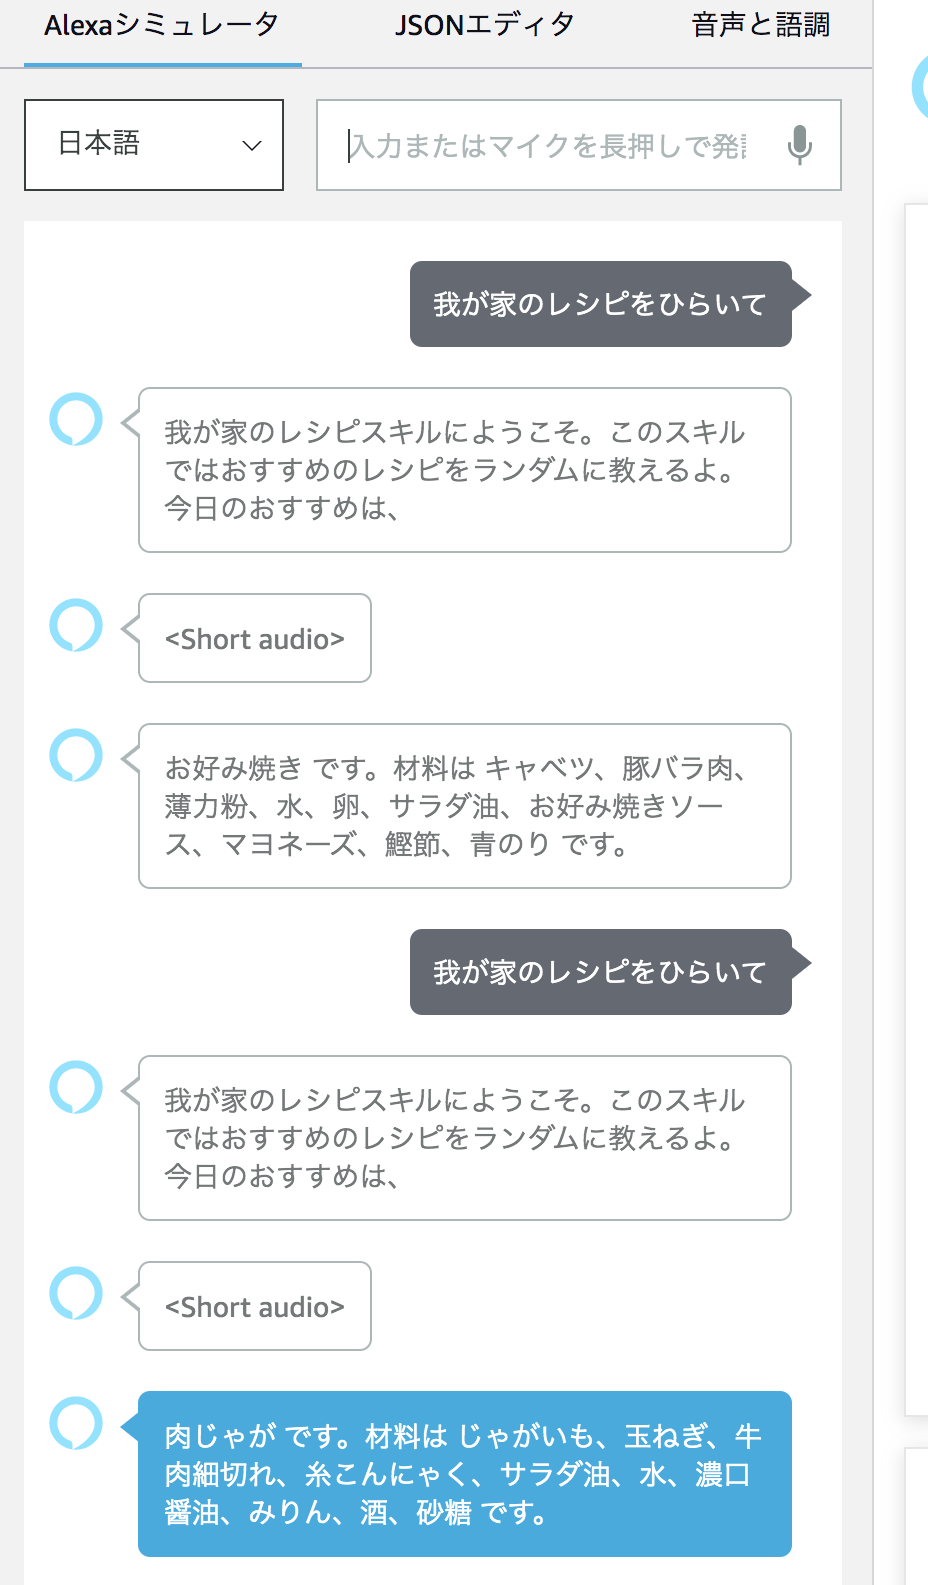 Alexaシミュレータ JSONエディタ 音声と語調
日本語 入力またはマイクを長押しで発
我が家のレシピをひらいて
我が家のレシピスキルにようこそ。このスキル
ではおすすめのレシピをランダムに教えるよ。
今日のおすすめは、
<Short audio>
お好み焼き です。材料は キャベツ、豚バラ肉、
薄力粉、水、卵、サラダ油、お好み焼きソー
ス、マヨネーズ、鰹節、青のり です。
我が家のレシピをひらいて
我が家のレシピスキルにようこそ。このスキル
ではおすすめのレシピをランダムに教えるよ。
今日のおすすめは、
<Short audio>
肉じゃが です。材料は じゃがいも、玉ねぎ、牛
肉細切れ、糸こんにゃく、サラダ油、水、濃口
醤油、みりん、酒、砂糖 です。